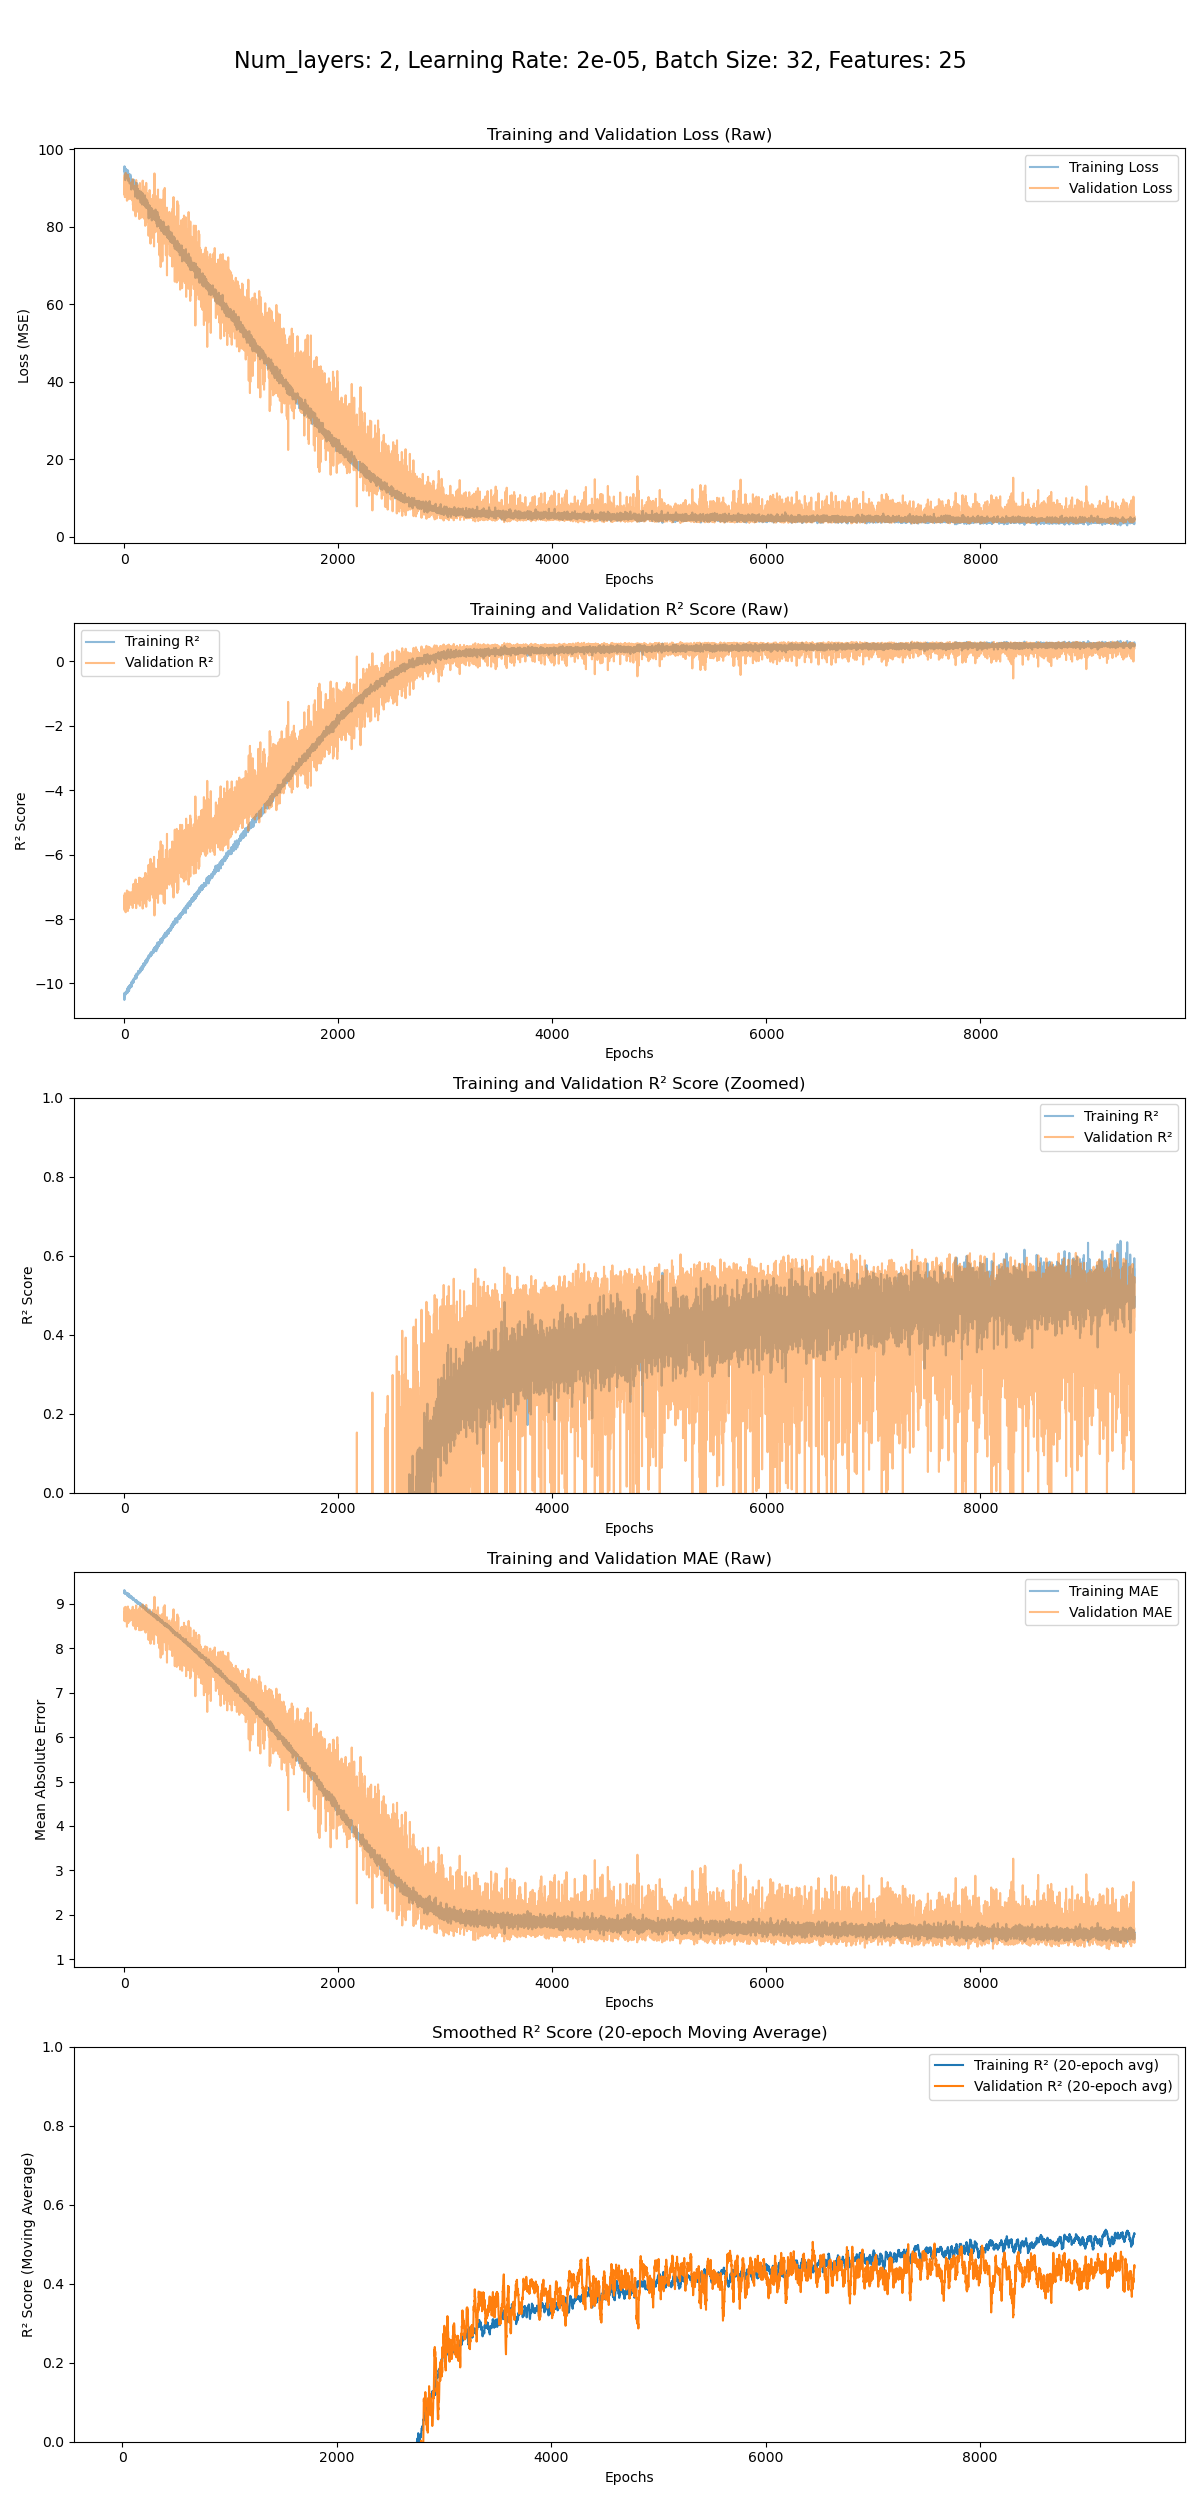 Num_layers: 2, Learning Rate: 2e-05, Batch Size: 32, Features: 25
Training and Validation Loss (Raw)
Loss (MSE)
100
80
60
40
20
0
Training Loss
Validation Loss
0 2000 4000 6000 8000
Epochs
Training and Validation R² Score (Raw)
R² Score
0
−2
−4
−6
−8
−10
Training R²
Validation R²
0 2000 4000 6000 8000
Epochs
Training and Validation R² Score (Zoomed)
R² Score
1.0
0.8
0.6
0.4
0.2
0.0
Training R²
Validation R²
0 2000 4000 6000 8000
Epochs
Training and Validation MAE (Raw)
Mean Absolute Error
9
8
7
6
5
4
3
2
1
Training MAE
Validation MAE
0 2000 4000 6000 8000
Epochs
Smoothed R² Score (20-epoch Moving Average)
R² Score (Moving Average)
1.0
0.8
0.6
0.4
0.2
0.0
Training R² (20-epoch avg)
Validation R² (20-epoch avg)
0 2000 4000 6000 8000
Epochs